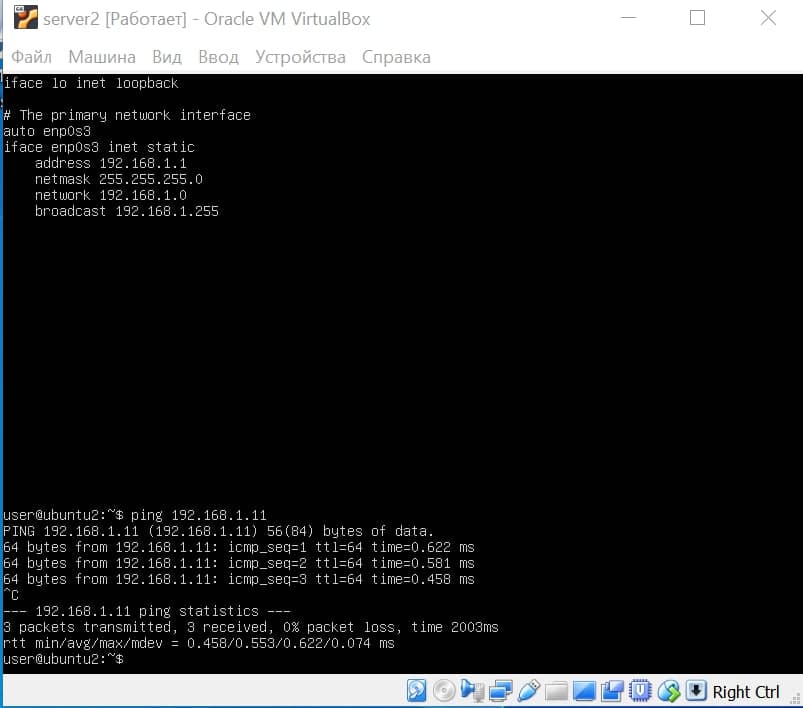 server2 [Работает] - Oracle VM VirtualBox
Файл Машина Вид Ввод Устройства Справка
iface lo inet loopback
# The primary network interface
auto enp0s3
iface enp0s3 inet static
address 192.168.1.1
netmask 255.255.255.0
network 192.168.1.0
broadcast 192.168.1.255
user@ubuntu2:~$ ping 192.168.1.11
PING 192.168.1.11 (192.168.1.11) 56(84) bytes of data.
64 bytes from 192.168.1.11: icmp_seq=1 ttl=64 time=0.622 ms
64 bytes from 192.168.1.11: icmp_seq=2 ttl=64 time=0.581 ms
64 bytes from 192.168.1.11: icmp_seq=3 ttl=64 time=0.458 ms
^C
--- 192.168.1.11 ping statistics ---
3 packets transmitted, 3 received, 0% packet loss, time 2003ms
rtt min/avg/max/mdev = 0.458/0.553/0.622/0.074 ms
user@ubuntu2:~$
Right Ctrl